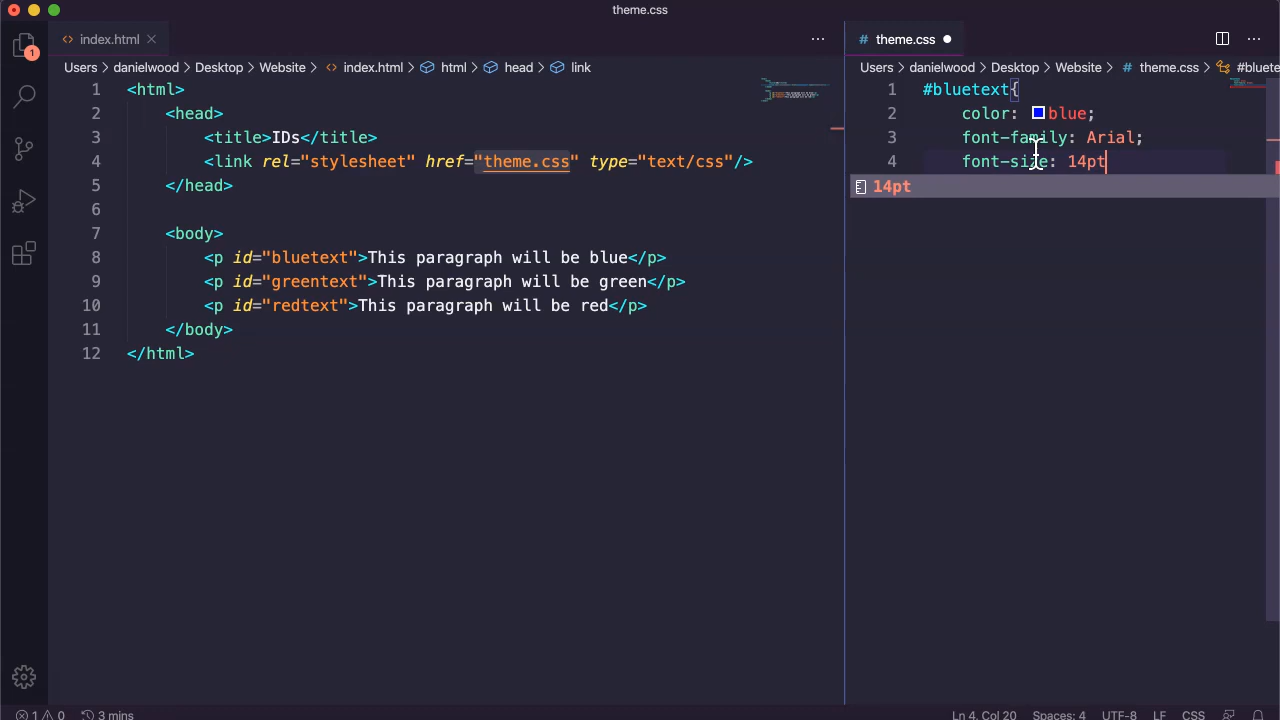 theme.css
index.html
# theme.css
Users > danielwood > Desktop > Website > index.html > html > head > link
Users > danielwood > Desktop > Website > # theme.css > #bluete
1 <html>
2 <head>
3 <title>IDs</title>
4 <link rel="stylesheet" href="theme.css" type="text/css"/>
5 </head>
6
7 <body>
8 <p id="bluetext">This paragraph will be blue</p>
9 <p id="greentext">This paragraph will be green</p>
10 <p id="redtext">This paragraph will be red</p>
11 </body>
12 </html>
1 #bluetext{
2 color: blue;
3 font-family: Arial;
4 font-size: 14pt
14pt
1
1 0 3 mins
Ln 4, Col 20 Spaces: 4 UTF-8 LF CSS